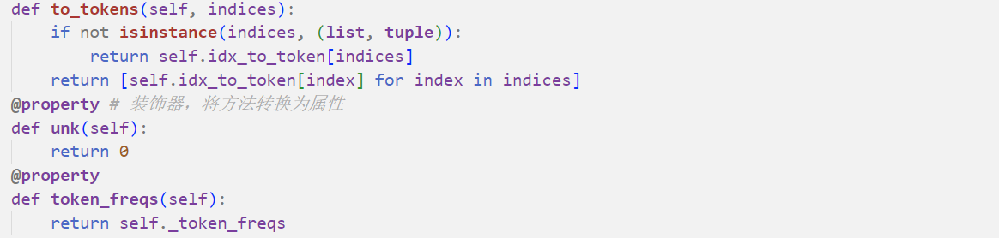 def to_tokens(self, indices):
    if not isinstance(indices, (list, tuple)):
        return self.idx_to_token[indices]
    return [self.idx_to_token[index] for index in indices]
@property # 装饰器，将方法转换为属性
def unk(self):
    return 0
@property
def token_freqs(self):
    return self._token_freqs